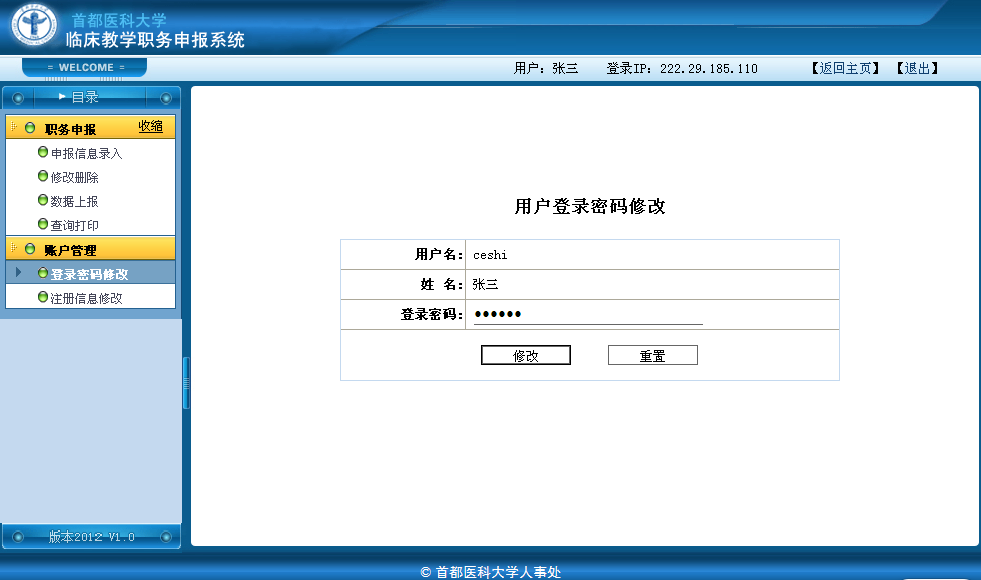 首都医科大学
临床教学职务申报系统
= WELCOME =
用户：张三 登录IP：222.29.185.110 【返回主页】 【退出】
目录
职务申报 收缩
申报信息录入
修改删除
数据上报
查询打印
账户管理
登录密码修改
注册信息修改
用户登录密码修改
用户名： ceshi
姓 名： 张三
登录密码： ●●●●●●
修改 重置
版本2012 V1.0
© 首都医科大学人事处